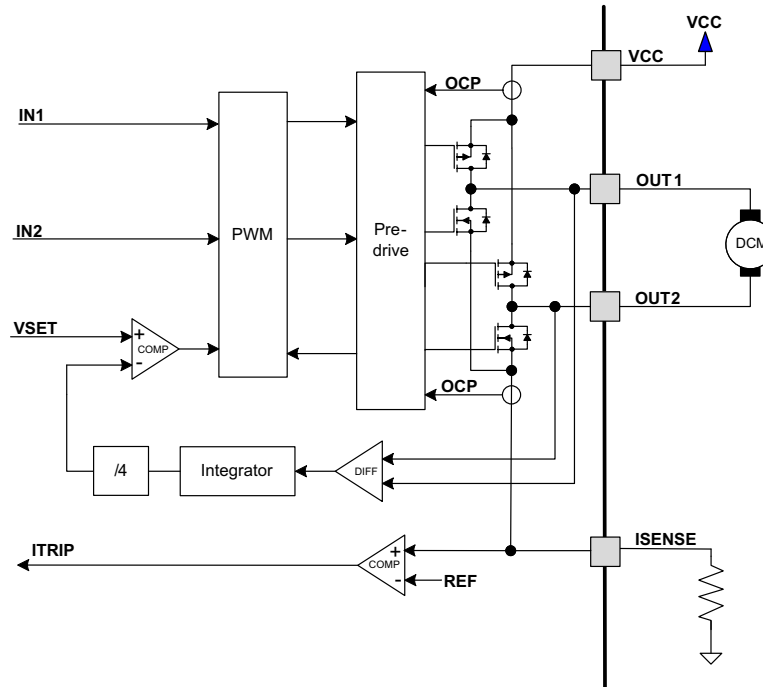 VCC
VCC
OCP
IN1
OUT1
IN2
PWM
Pre-
drive
DCM
OUT2
VSET
+
COMP
-
OCP
/4
Integrator
DIFF
ISENSE
ITRIP
+
COMP
-
REF